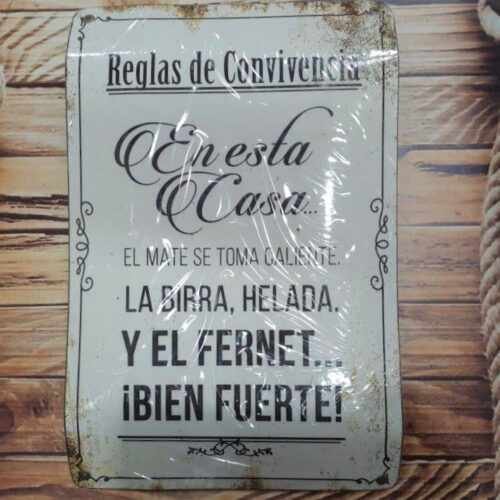 Reglas de Convivencia
En esta
Casa...
EL MATE SE TOMA CALIENTE.
LA BIRRA, HELADA.
Y EL FERNET...
¡BIEN FUERTE!